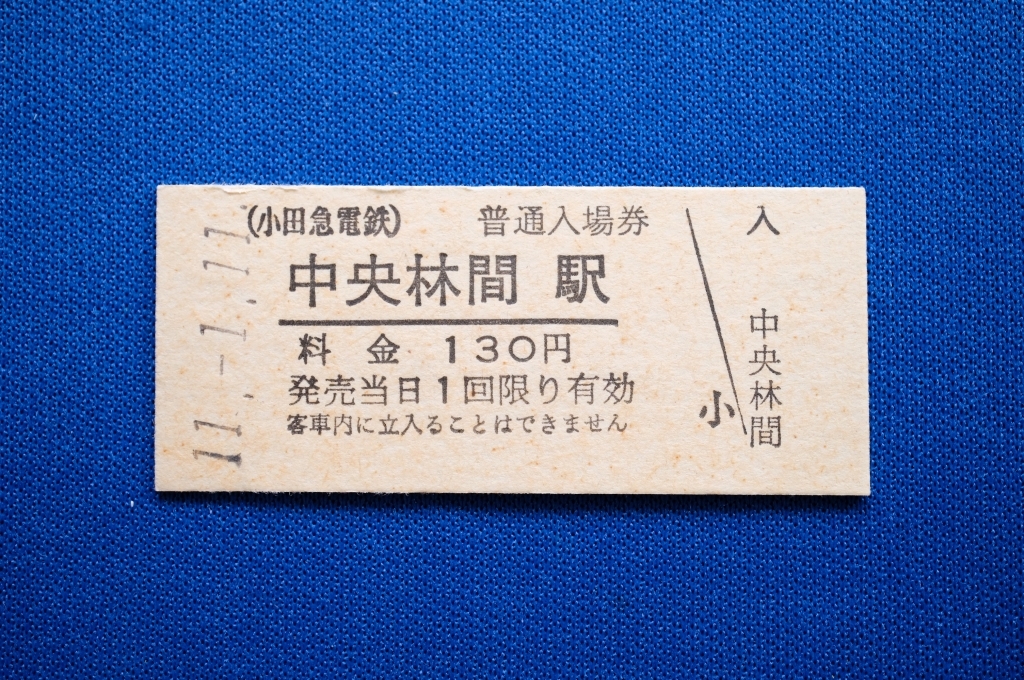 (小田急電鉄) 普通入場券
中央林間 駅
料 金 130円
発売当日1回限り有効
客車内に立入ることはできません
入
中央林間
小
11.-1.11